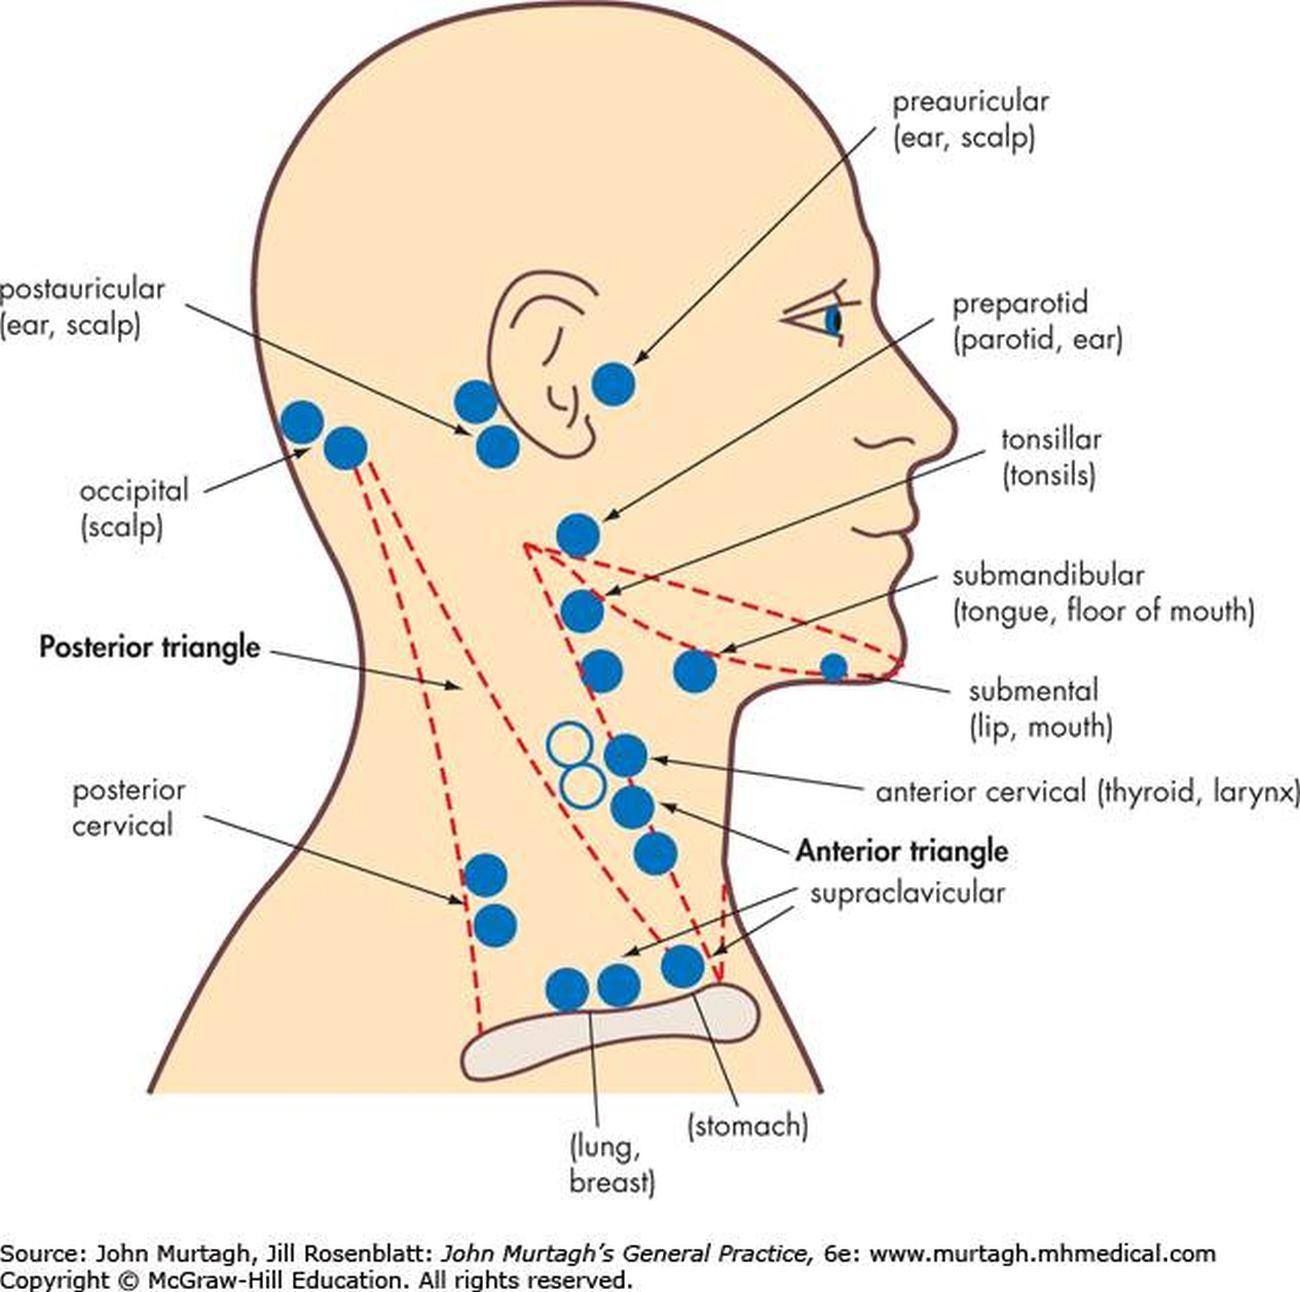 preauricular
(ear, scalp)
postauricular
(ear, scalp)
preparotid
(parotid, ear)
tonsillar
(tonsils)
occipital
(scalp)
submandibular
(tongue, floor of mouth)
Posterior triangle
submental
(lip, mouth)
posterior
cervical
anterior cervical (thyroid, larynx)
Anterior triangle
supraclavicular
(stomach)
(lung,
breast)
Source: John Murtagh, Jill Rosenblatt: John Murtagh's General Practice, 6e: www.murtagh.mhmedical.com
Copyright © McGraw-Hill Education. All rights reserved.